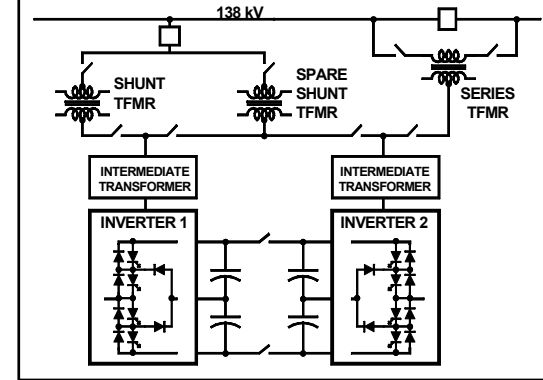 138 kV
SHUNT
TFMR
SPARE
SHUNT
TFMR
SERIES
TFMR
INTERMEDIATE
TRANSFORMER
INTERMEDIATE
TRANSFORMER
INVERTER 1
INVERTER 2